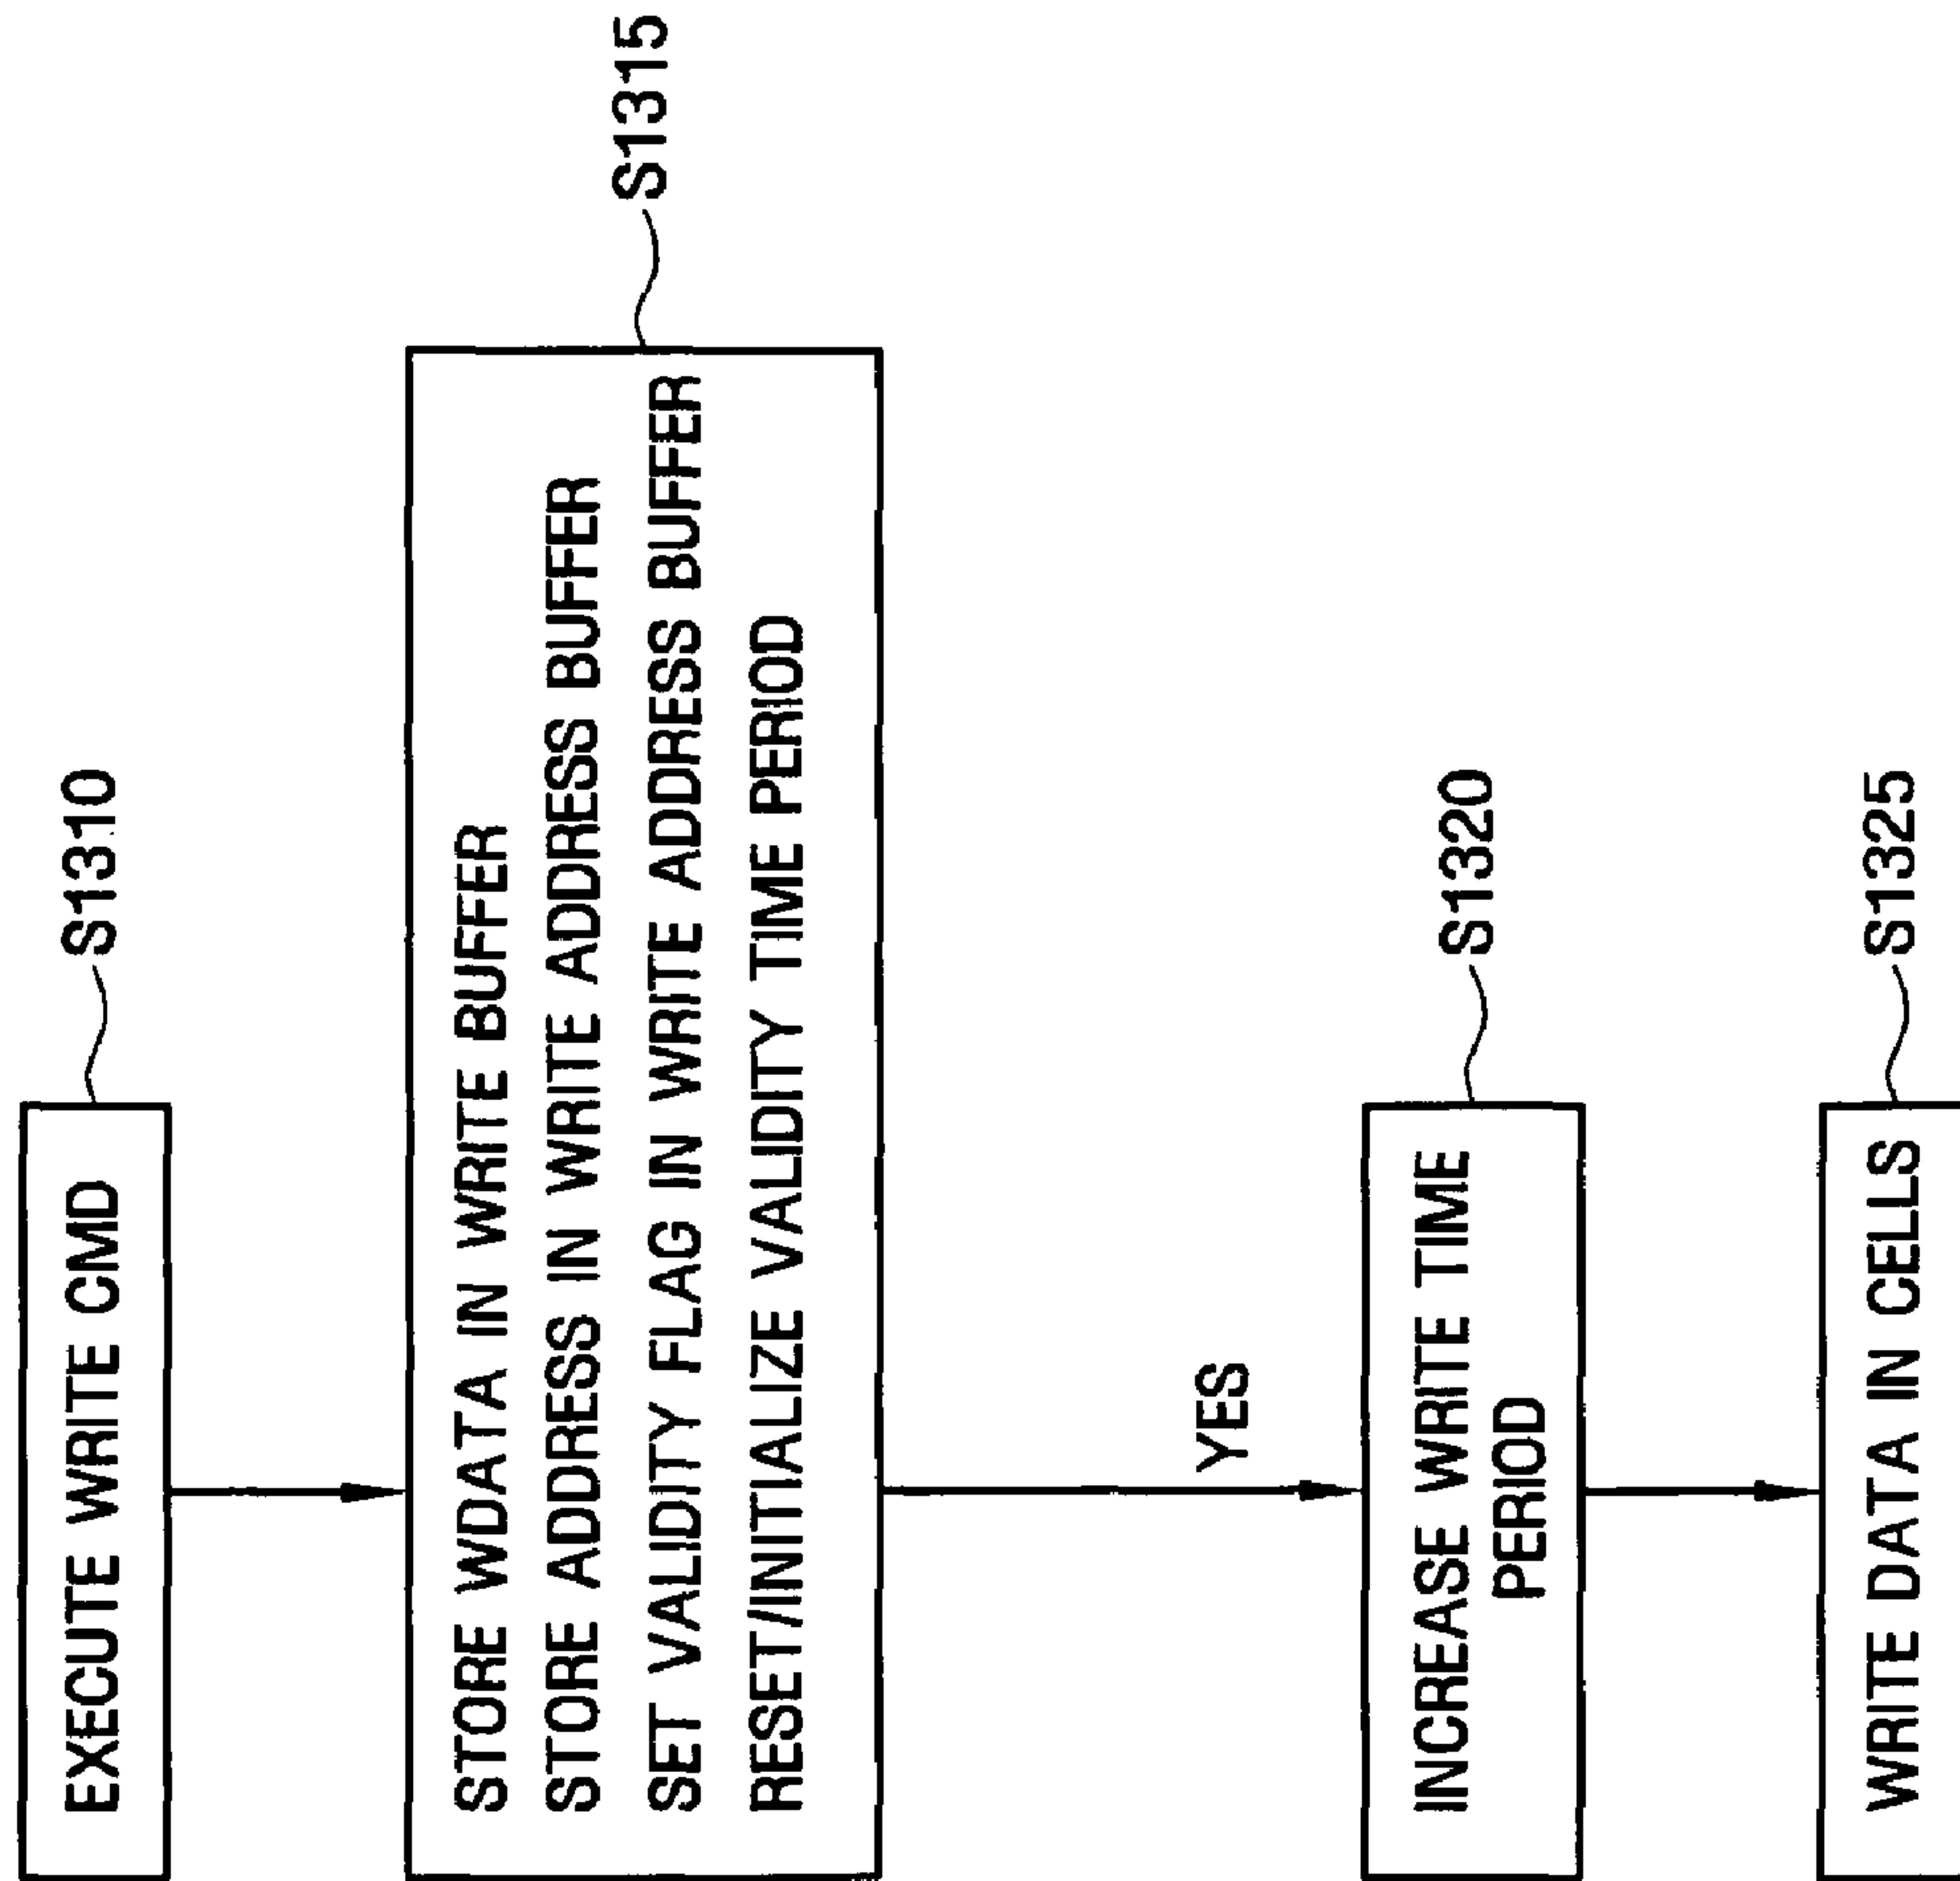 EXECUTE WRITE CMD
S1310
STORE WDATA IN WRITE BUFFER
STORE ADDRESS IN WRITE ADDRESS BUFFER
SET VALIDITY FLAG IN WRITE ADDRESS BUFFER
RESET/INITIALIZE VALIDITY TIME PERIOD
S1315
YES
INCREASE WRITE TIME
PERIOD
S1320
WRITE DATA IN CELLS
S1325